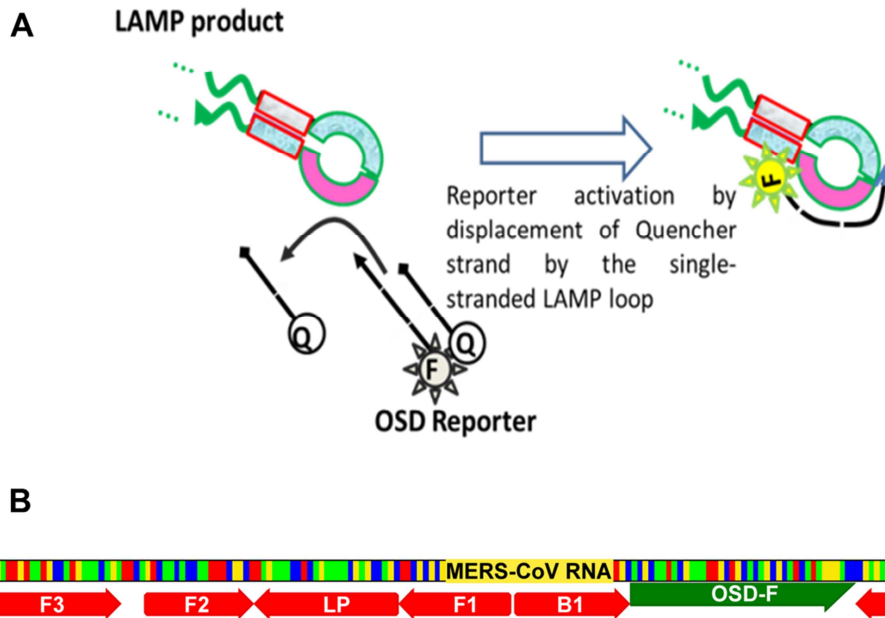 A
LAMP product
Reporter activation by
displacement of Quencher
strand by the single-
stranded LAMP loop
F
Q
Q
F
OSD Reporter
B
MERS-CoV RNA
F3
F2
LP
F1
B1
OSD-F